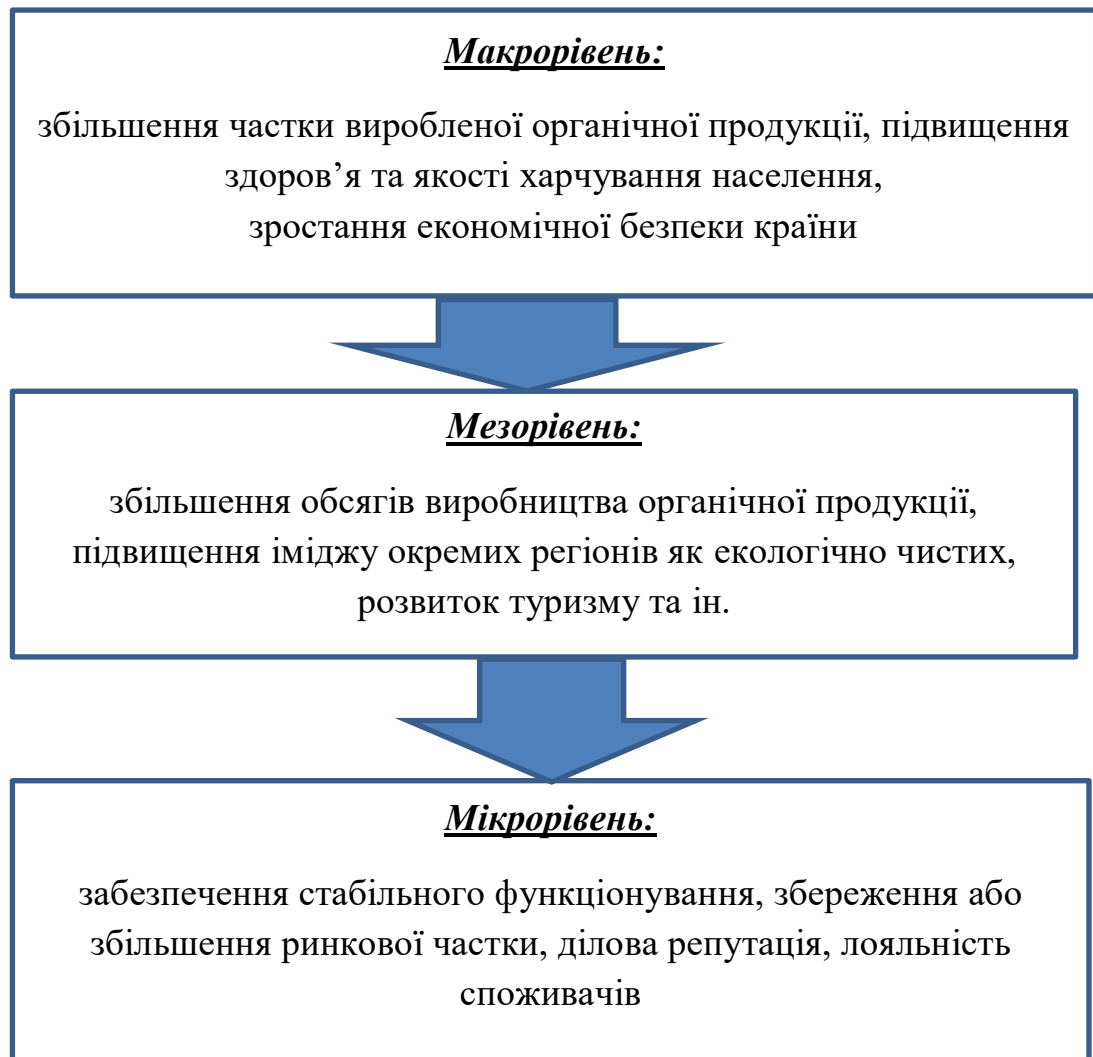 Макрорівень:
збільшення частки виробленої органічної продукції, підвищення
здоров’я та якості харчування населення,
зростання економічної безпеки країни
Мезорівень:
збільшення обсягів виробництва органічної продукції,
підвищення іміджу окремих регіонів як екологічно чистих,
розвиток туризму та ін.
Мікрорівень:
забезпечення стабільного функціонування, збереження або
збільшення ринкової частки, ділова репутація, лояльність
споживачів